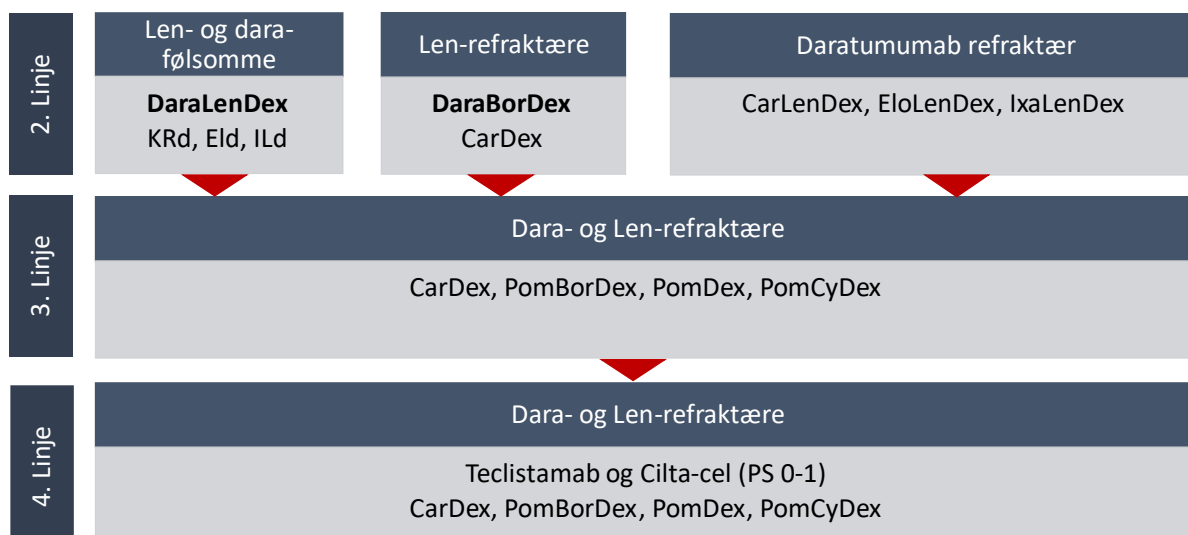 2. Linje
Len- og dara-
følsomme
DaraLenDex
KRd, Eld, ILd
Len-refraktære
DaraBorDex
CarDex
Daratumumab refraktær
CarLenDex, EloLenDex, IxaLenDex
3. Linje
Dara- og Len-refraktære
CarDex, PomBorDex, PomDex, PomCyDex
4. Linje
Dara- og Len-refraktære
Teclistamab og Cilta-cel (PS 0-1)
CarDex, PomBorDex, PomDex, PomCyDex